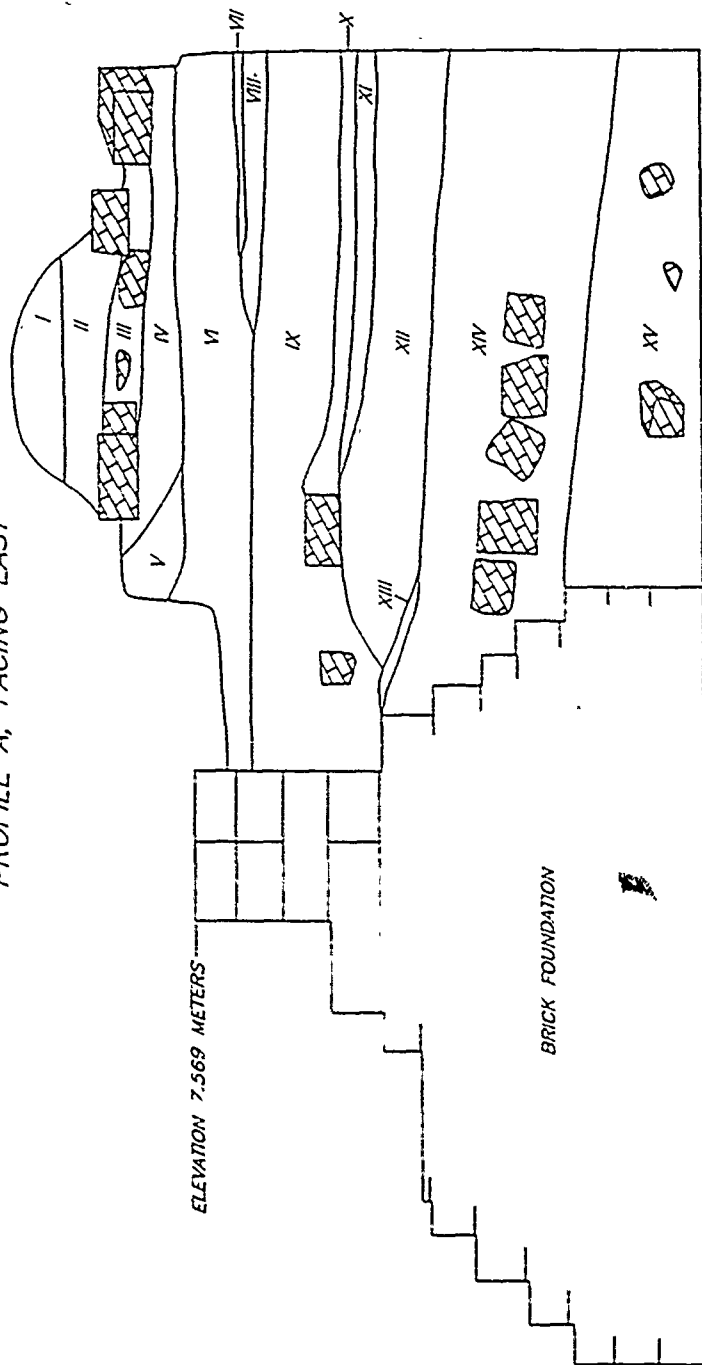 PROFILE A, FACING EAST
ELEVATION 7.569 METERS
BRICK FOUNDATION
I
II
III
IV
V
VI
VII
VIII
IX
X
XI
XII
XIII
XIV
XV